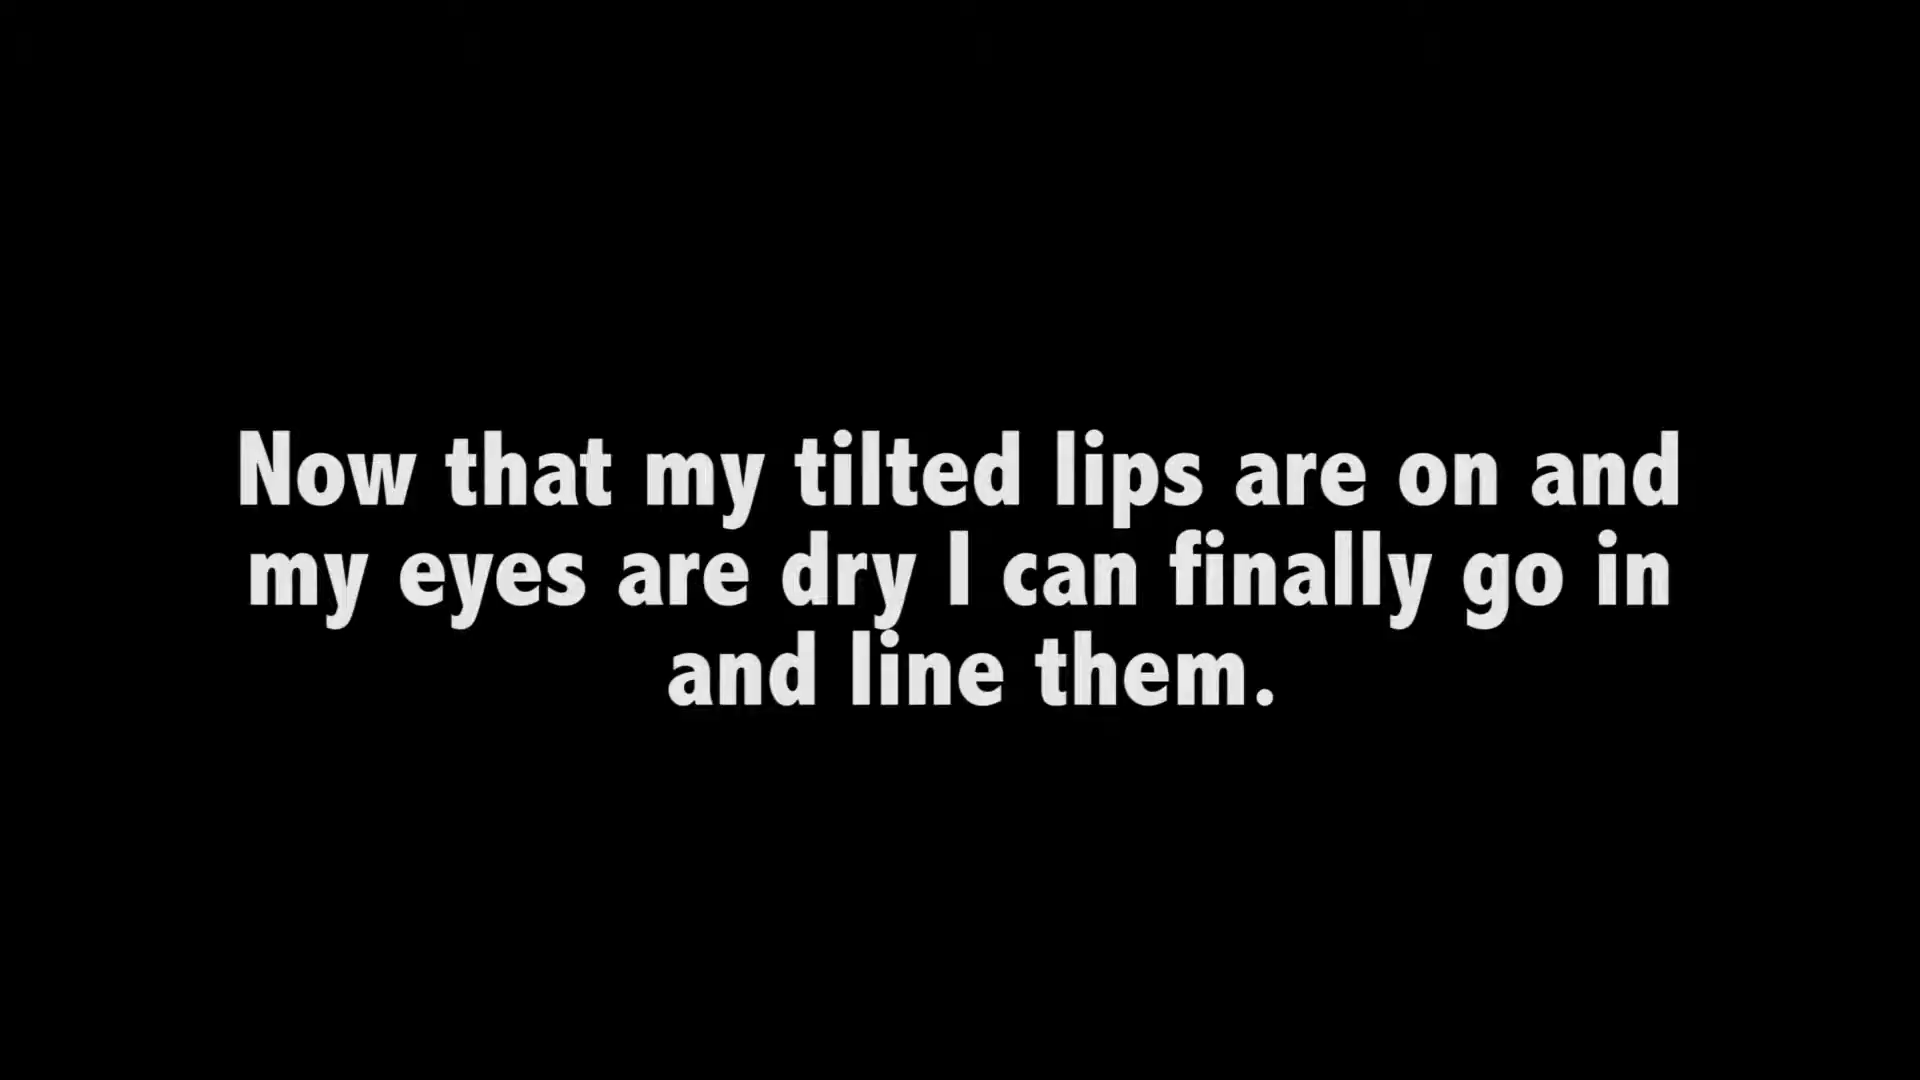 Now that my tilted lips are on and
my eyes are dry I can finally go in
and line them.